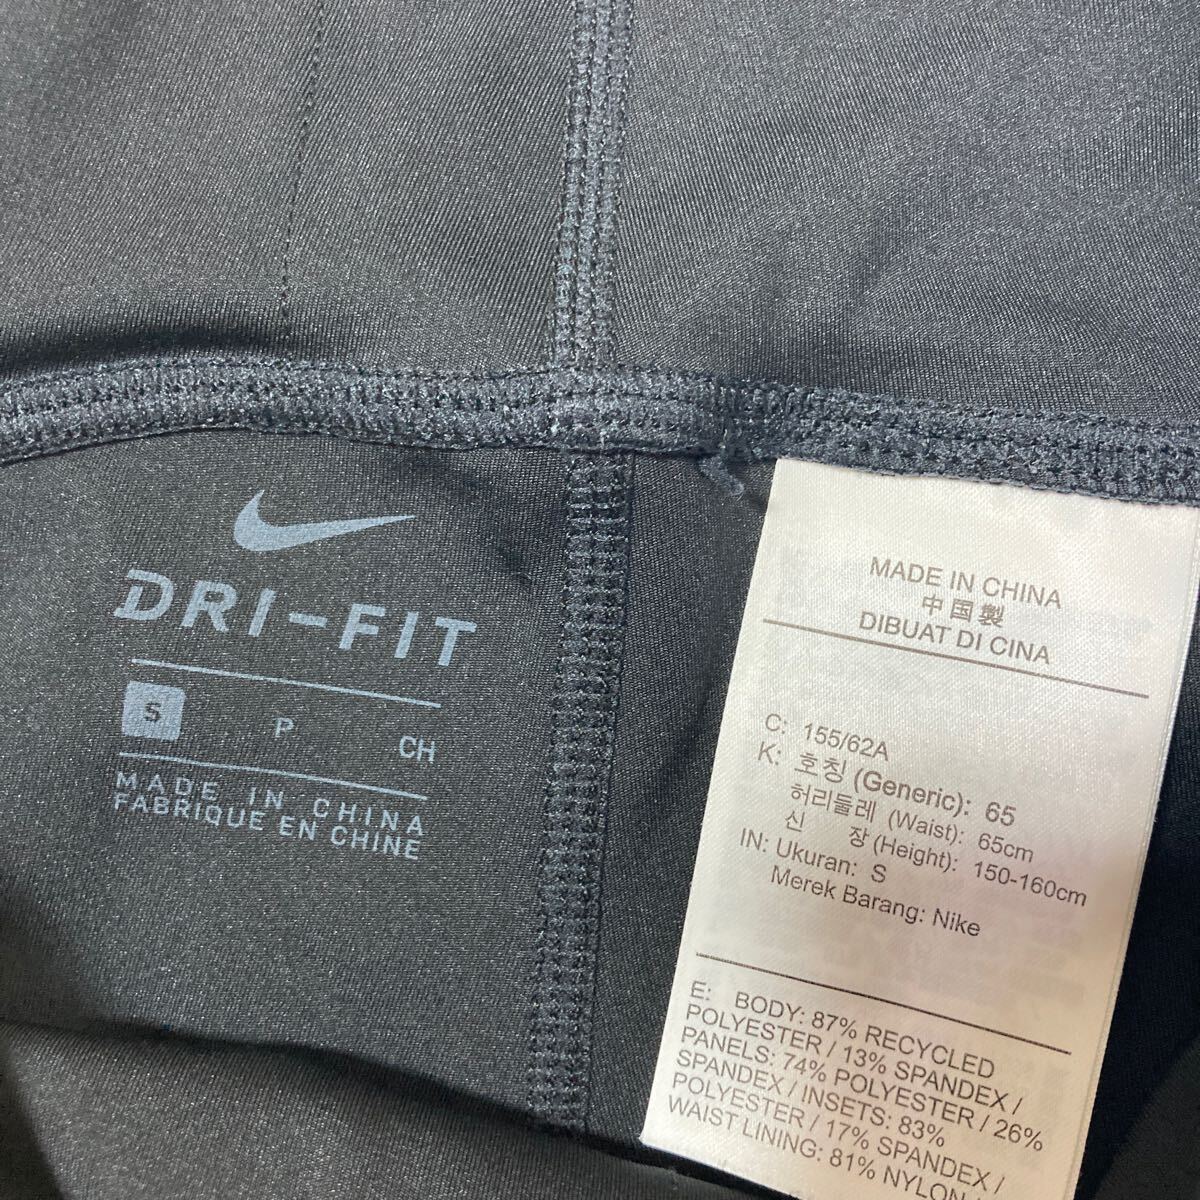 DRI-FIT
S P CH
MADE IN CHINA
FABRIQUE EN CHINE
MADE IN CHINA
中国製
DIBUAT DI CINA
C: 155/62A
K: 호칭 (Generic): 65
허리둘레 (Waist): 65cm
신 장 (Height): 150-160cm
IN: Ukuran: S
Merek Barang: Nike
E: BODY: 87% RECYCLED
POLYESTER / 13% SPANDEX /
PANELS: 74% POLYESTER / 26%
SPANDEX / INSETS: 83%
POLYESTER / 17% SPANDEX /
WAIST LINING: 81% NYLON /